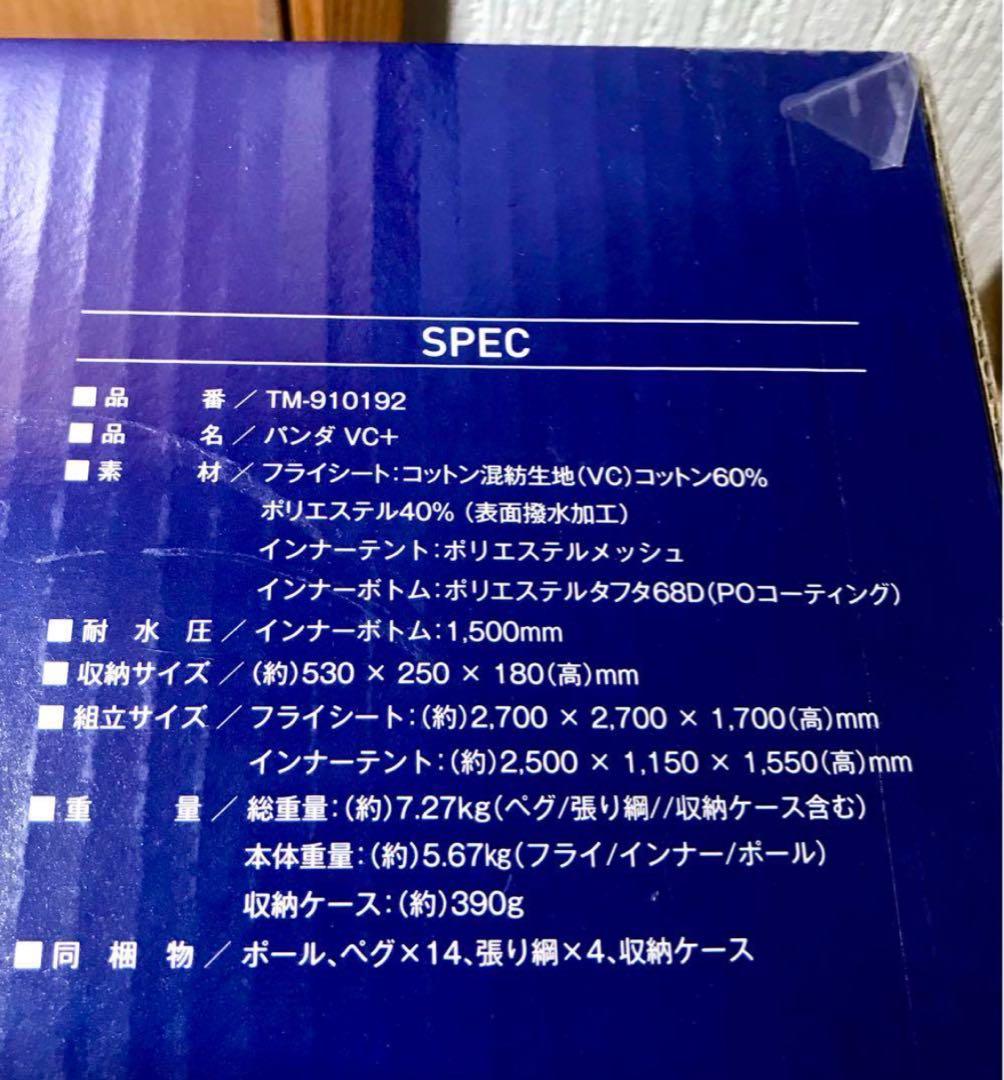 SPEC
■品 番／TM-910192
■品 名／パンダ VC+
■素 材／フライシート:コットン混紡生地(VC)コットン60%
ポリエステル40% (表面撥水加工)
インナーテント:ポリエステルメッシュ
インナーボトム:ポリエステルタフタ68D(POコーティング)
■耐 水 圧／インナーボトム:1,500mm
■収納サイズ／(約)530 × 250 × 180(高)mm
■組立サイズ／フライシート:(約)2,700 × 2,700 × 1,700(高)mm
インナーテント:(約)2,500 × 1,150 × 1,550(高)mm
■重 量／総重量:(約)7.27kg(ペグ/張り綱//収納ケース含む)
本体重量:(約)5.67kg(フライ/インナー/ポール)
収納ケース:(約)390g
■同 梱 物／ポール、ペグ×14、張り綱×4、収納ケース